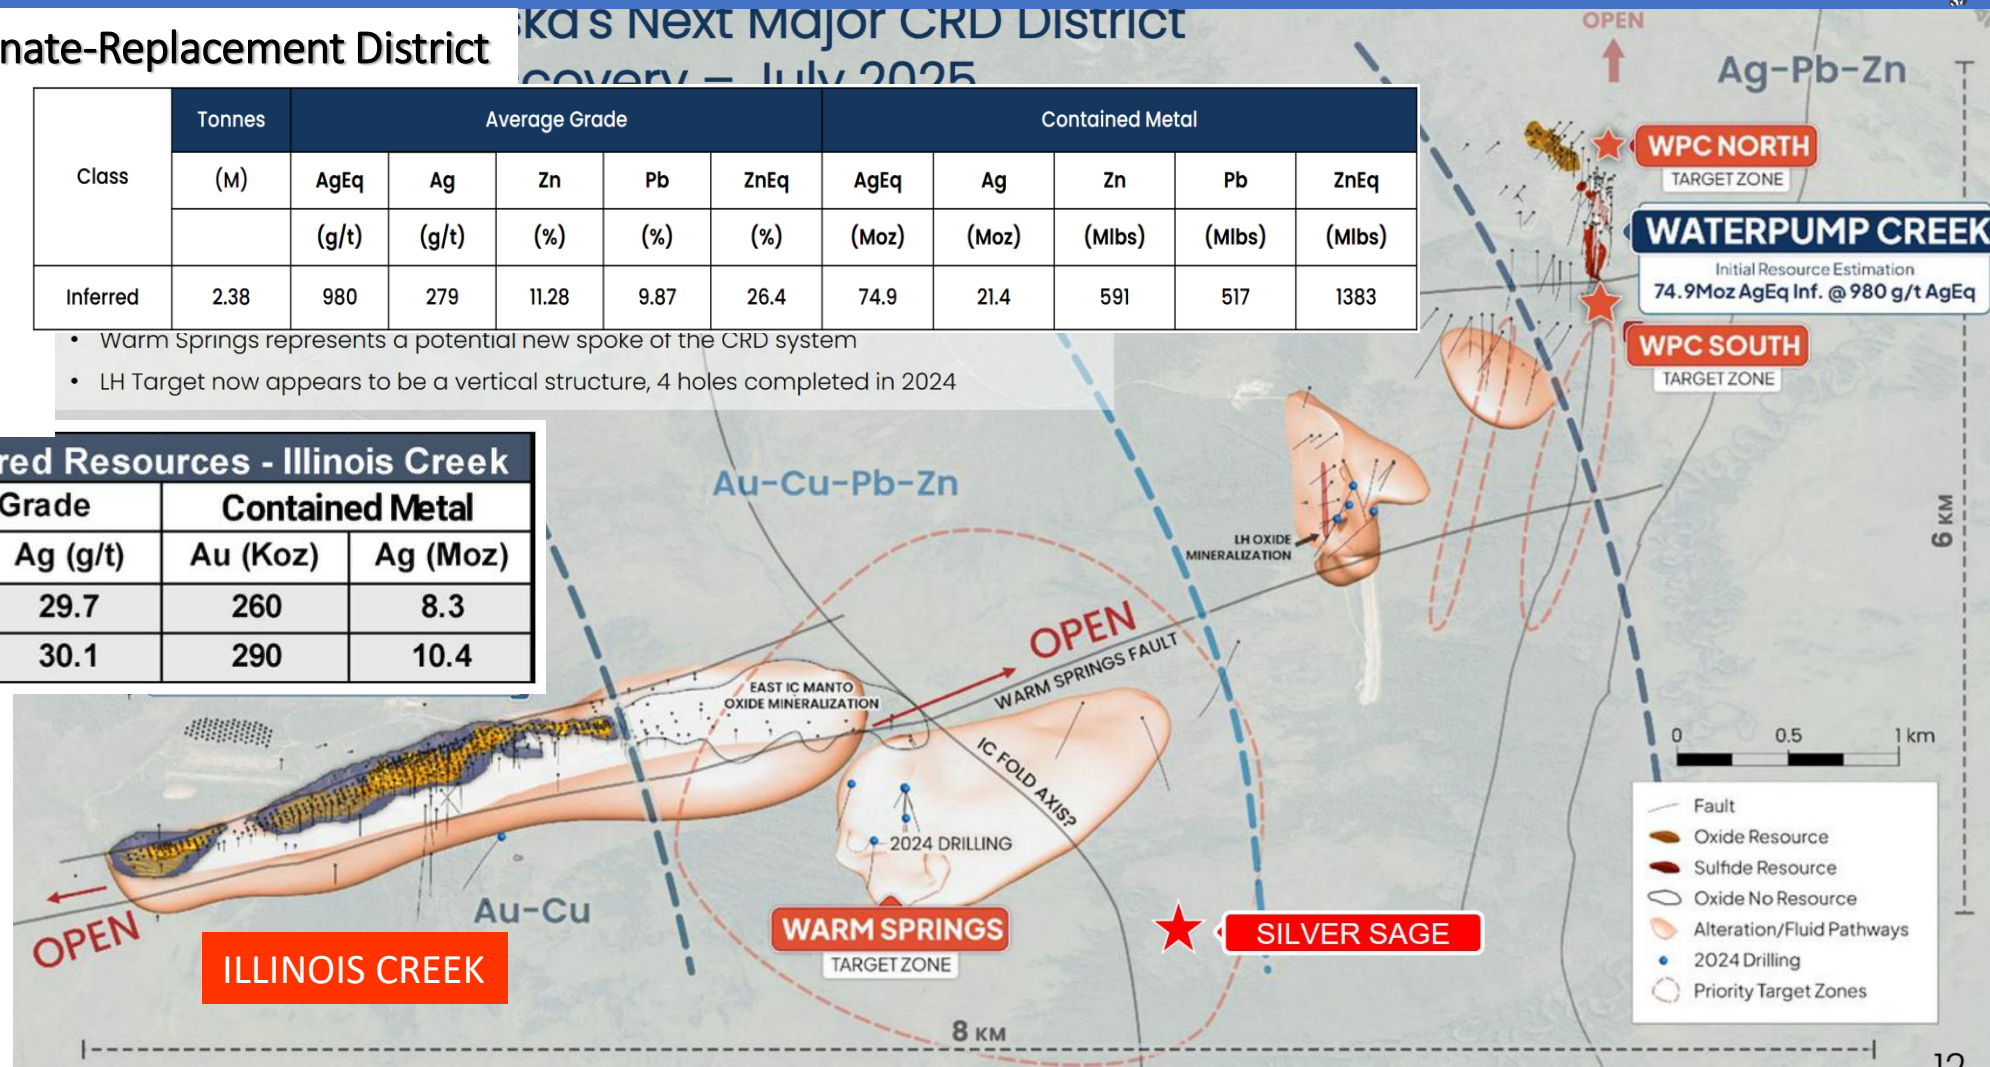 ka's Next Major CRD District
nate-Replacement District
covery – July 2025
Class Tonnes Average Grade Contained Metal
(M) AgEq Ag Zn Pb ZnEq AgEq Ag Zn Pb ZnEq
(g/t) (g/t) (%) (%) (%) (Moz) (Moz) (Mlbs) (Mlbs) (Mlbs)
Inferred 2.38 980 279 11.28 9.87 26.4 74.9 21.4 591 517 1383
• Warm Springs represents a potential new spoke of the CRD system
• LH Target now appears to be a vertical structure, 4 holes completed in 2024
red Resources - Illinois Creek
Grade Contained Metal
Ag (g/t) Au (Koz) Ag (Moz)
29.7 260 8.3
30.1 290 10.4
OPEN
Ag-Pb-Zn
WPC NORTH
TARGET ZONE
WATERPUMP CREEK
Initial Resource Estimation
74.9Moz AgEq Inf. @ 980 g/t AgEq
WPC SOUTH
TARGET ZONE
Au-Cu-Pb-Zn
LH OXIDE
MINERALIZATION
6 KM
OPEN
WARM SPRINGS FAULT
EAST IC MANTO
OXIDE MINERALIZATION
IC FOLD AXIS?
2024 DRILLING
Au-Cu
OPEN
ILLINOIS CREEK
WARM SPRINGS
TARGET ZONE
SILVER SAGE
0 0.5 1 km
Fault
Oxide Resource
Sulfide Resource
Oxide No Resource
Alteration/Fluid Pathways
2024 Drilling
Priority Target Zones
8 KM
12